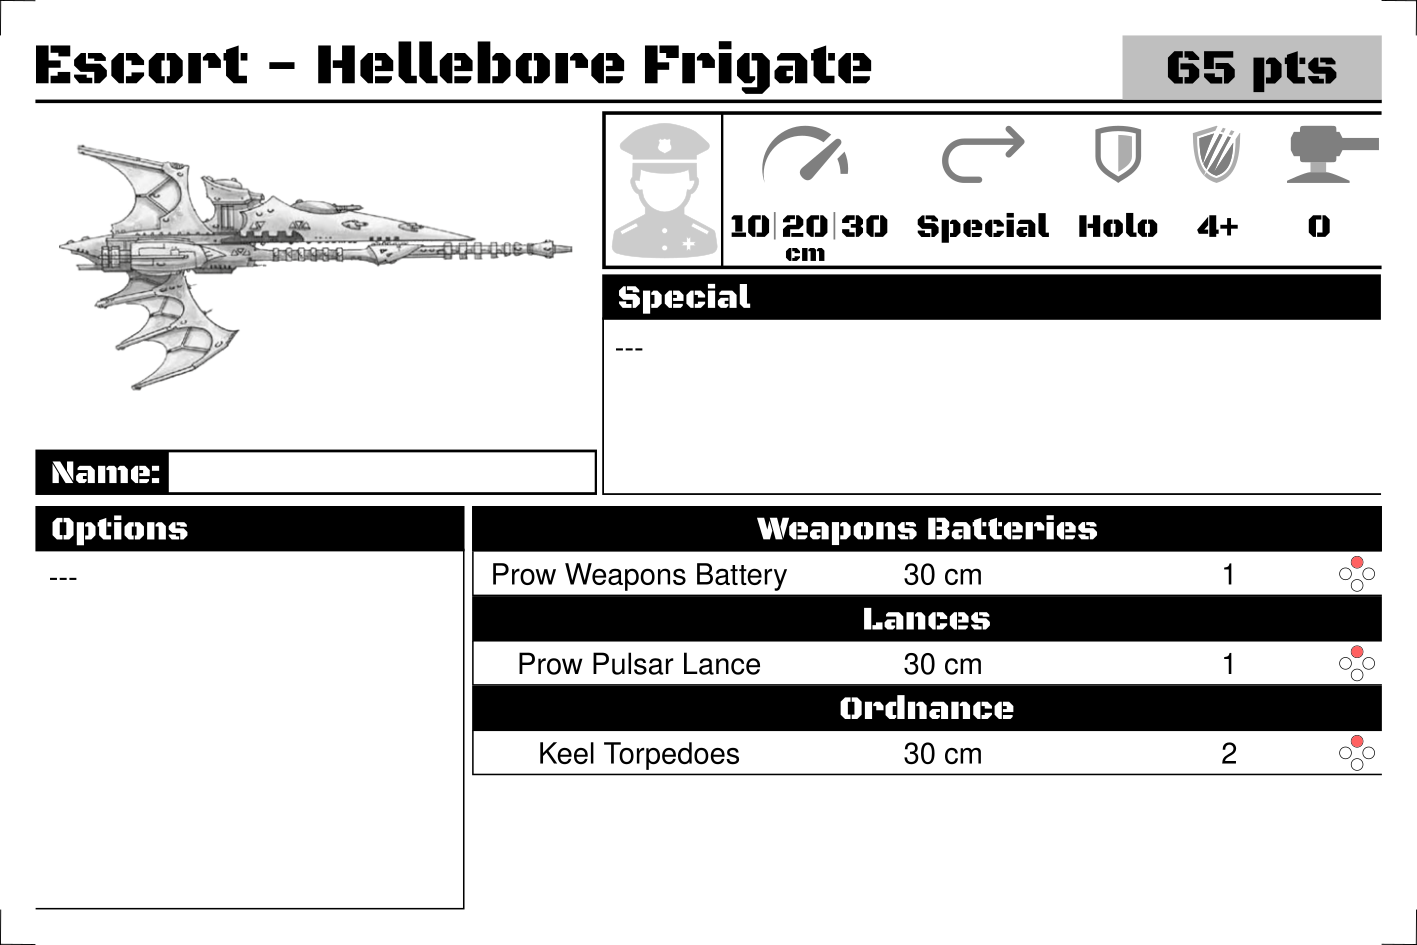 Escort - Hellebore Frigate
65 pts
10|20|30 Special Holo 4+ 0
cm
Special
---
Name:
Options
---
Weapons Batteries
Prow Weapons Battery 30 cm 1
Lances
Prow Pulsar Lance 30 cm 1
Ordnance
Keel Torpedoes 30 cm 2